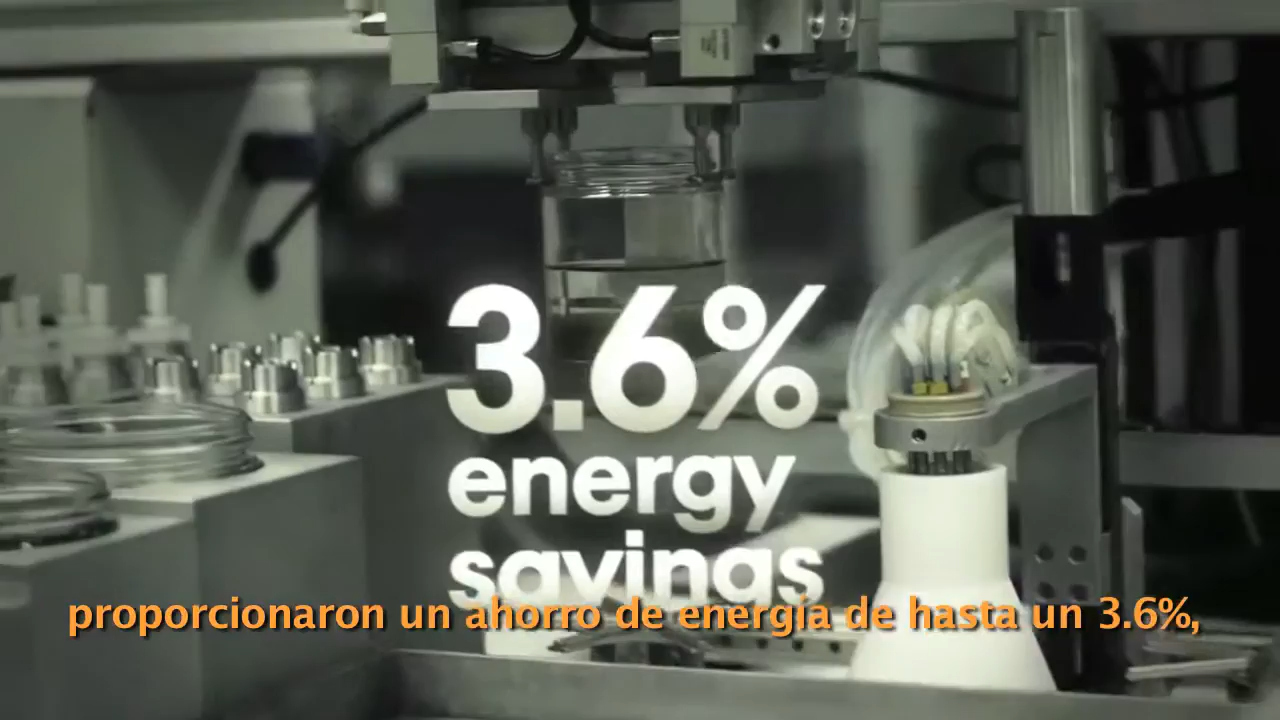 3.6%
energy
savings
proporcionaron un ahorro de energía de hasta un 3.6%,